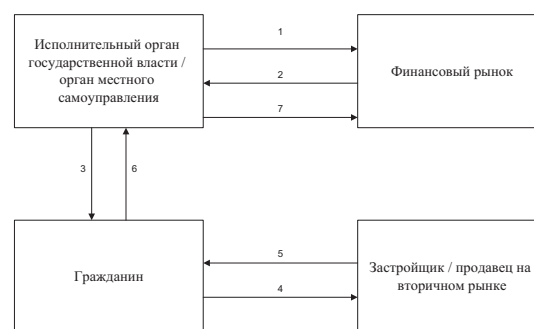 Исполнительный орган
государственной власти /
орган местного
самоуправления
1
2
7
Финансовый рынок
3
6
Гражданин
5
4
Застройщик / продавец на
вторичном рынке